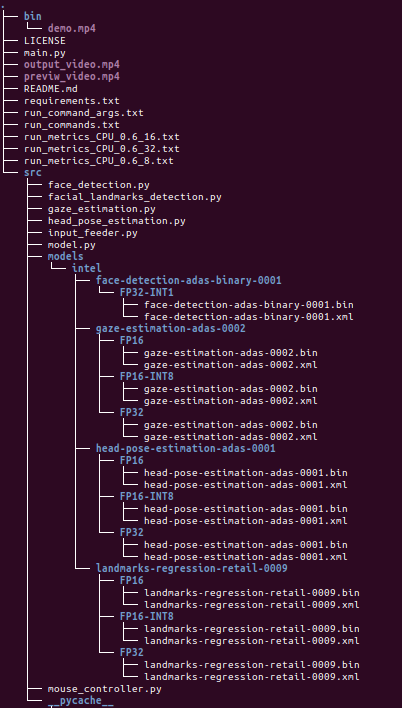 .
├── bin
│   └── demo.mp4
├── LICENSE
├── main.py
├── output_video.mp4
├── previw_video.mp4
├── README.md
├── requirements.txt
├── run_command_args.txt
├── run_commands.txt
├── run_metrics_CPU_0.6_16.txt
├── run_metrics_CPU_0.6_32.txt
├── run_metrics_CPU_0.6_8.txt
└── src
    ├── face_detection.py
    ├── facial_landmarks_detection.py
    ├── gaze_estimation.py
    ├── head_pose_estimation.py
    ├── input_feeder.py
    ├── model.py
    ├── models
    │   └── intel
    │       ├── face-detection-adas-binary-0001
    │       │   └── FP32-INT1
    │       │       ├── face-detection-adas-binary-0001.bin
    │       │       └── face-detection-adas-binary-0001.xml
    │       ├── gaze-estimation-adas-0002
    │       │   ├── FP16
    │       │   │   ├── gaze-estimation-adas-0002.bin
    │       │   │   └── gaze-estimation-adas-0002.xml
    │       │   ├── FP16-INT8
    │       │   │   ├── gaze-estimation-adas-0002.bin
    │       │   │   └── gaze-estimation-adas-0002.xml
    │       │   └── FP32
    │       │       ├── gaze-estimation-adas-0002.bin
    │       │       └── gaze-estimation-adas-0002.xml
    │       ├── head-pose-estimation-adas-0001
    │       │   ├── FP16
    │       │   │   ├── head-pose-estimation-adas-0001.bin
    │       │   │   └── head-pose-estimation-adas-0001.xml
    │       │   ├── FP16-INT8
    │       │   │   ├── head-pose-estimation-adas-0001.bin
    │       │   │   └── head-pose-estimation-adas-0001.xml
    │       │   └── FP32
    │       │       ├── head-pose-estimation-adas-0001.bin
    │       │       └── head-pose-estimation-adas-0001.xml
    │       └── landmarks-regression-retail-0009
    │           ├── FP16
    │           │   ├── landmarks-regression-retail-0009.bin
    │           │   └── landmarks-regression-retail-0009.xml
    │           ├── FP16-INT8
    │           │   ├── landmarks-regression-retail-0009.bin
    │           │   └── landmarks-regression-retail-0009.xml
    │           └── FP32
    │               ├── landmarks-regression-retail-0009.bin
    │               └── landmarks-regression-retail-0009.xml
    ├── mouse_controller.py
    └── __pycache__